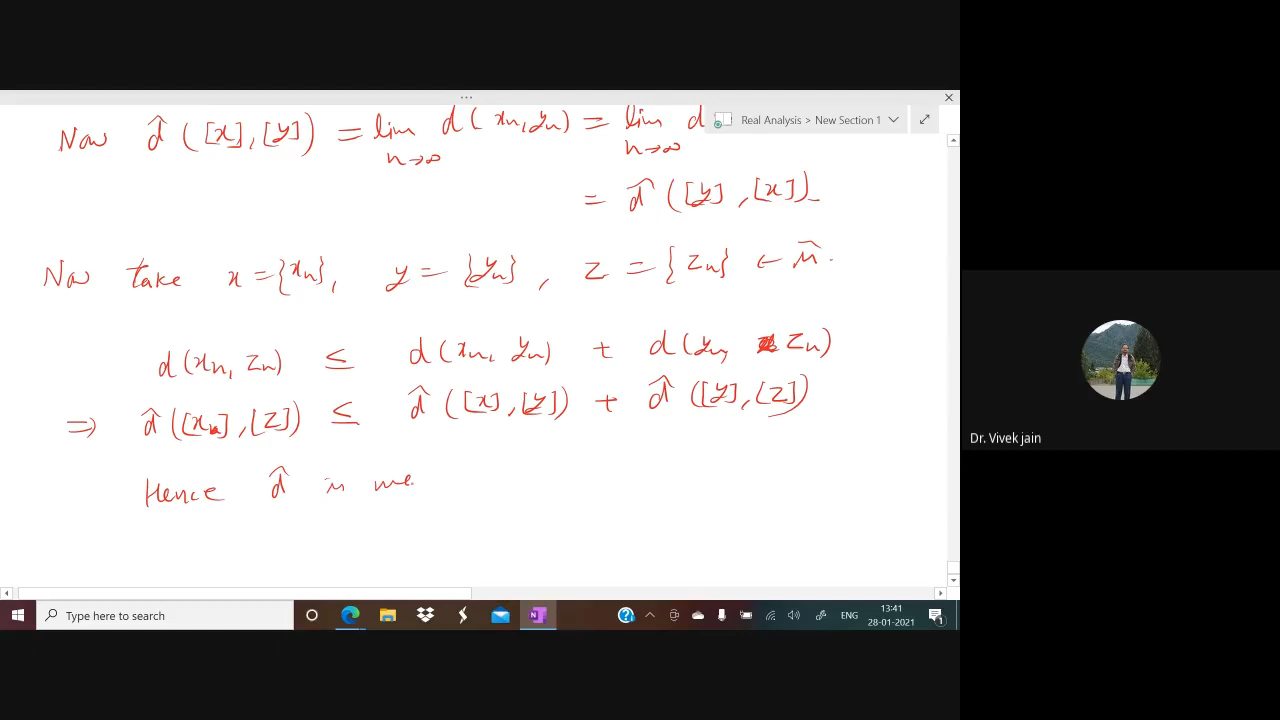 Now d̂([x],[y]) = lim n→∞ d(xn,yn) = lim n→∞ d
Real Analysis > New Section 1
= d̂([y],[x])
Now take x={xn}, y={yn}, z={zn} ←
d(xn, zn) ≤ d(xn, yn) + d(yn, zn)
⇒ d̂([x],[z]) ≤ d̂([x],[y]) + d̂([y],[z])
Hence d̂ is me
Dr. Vivek jain
Type here to search
ENG
13:41
28-01-2021
1